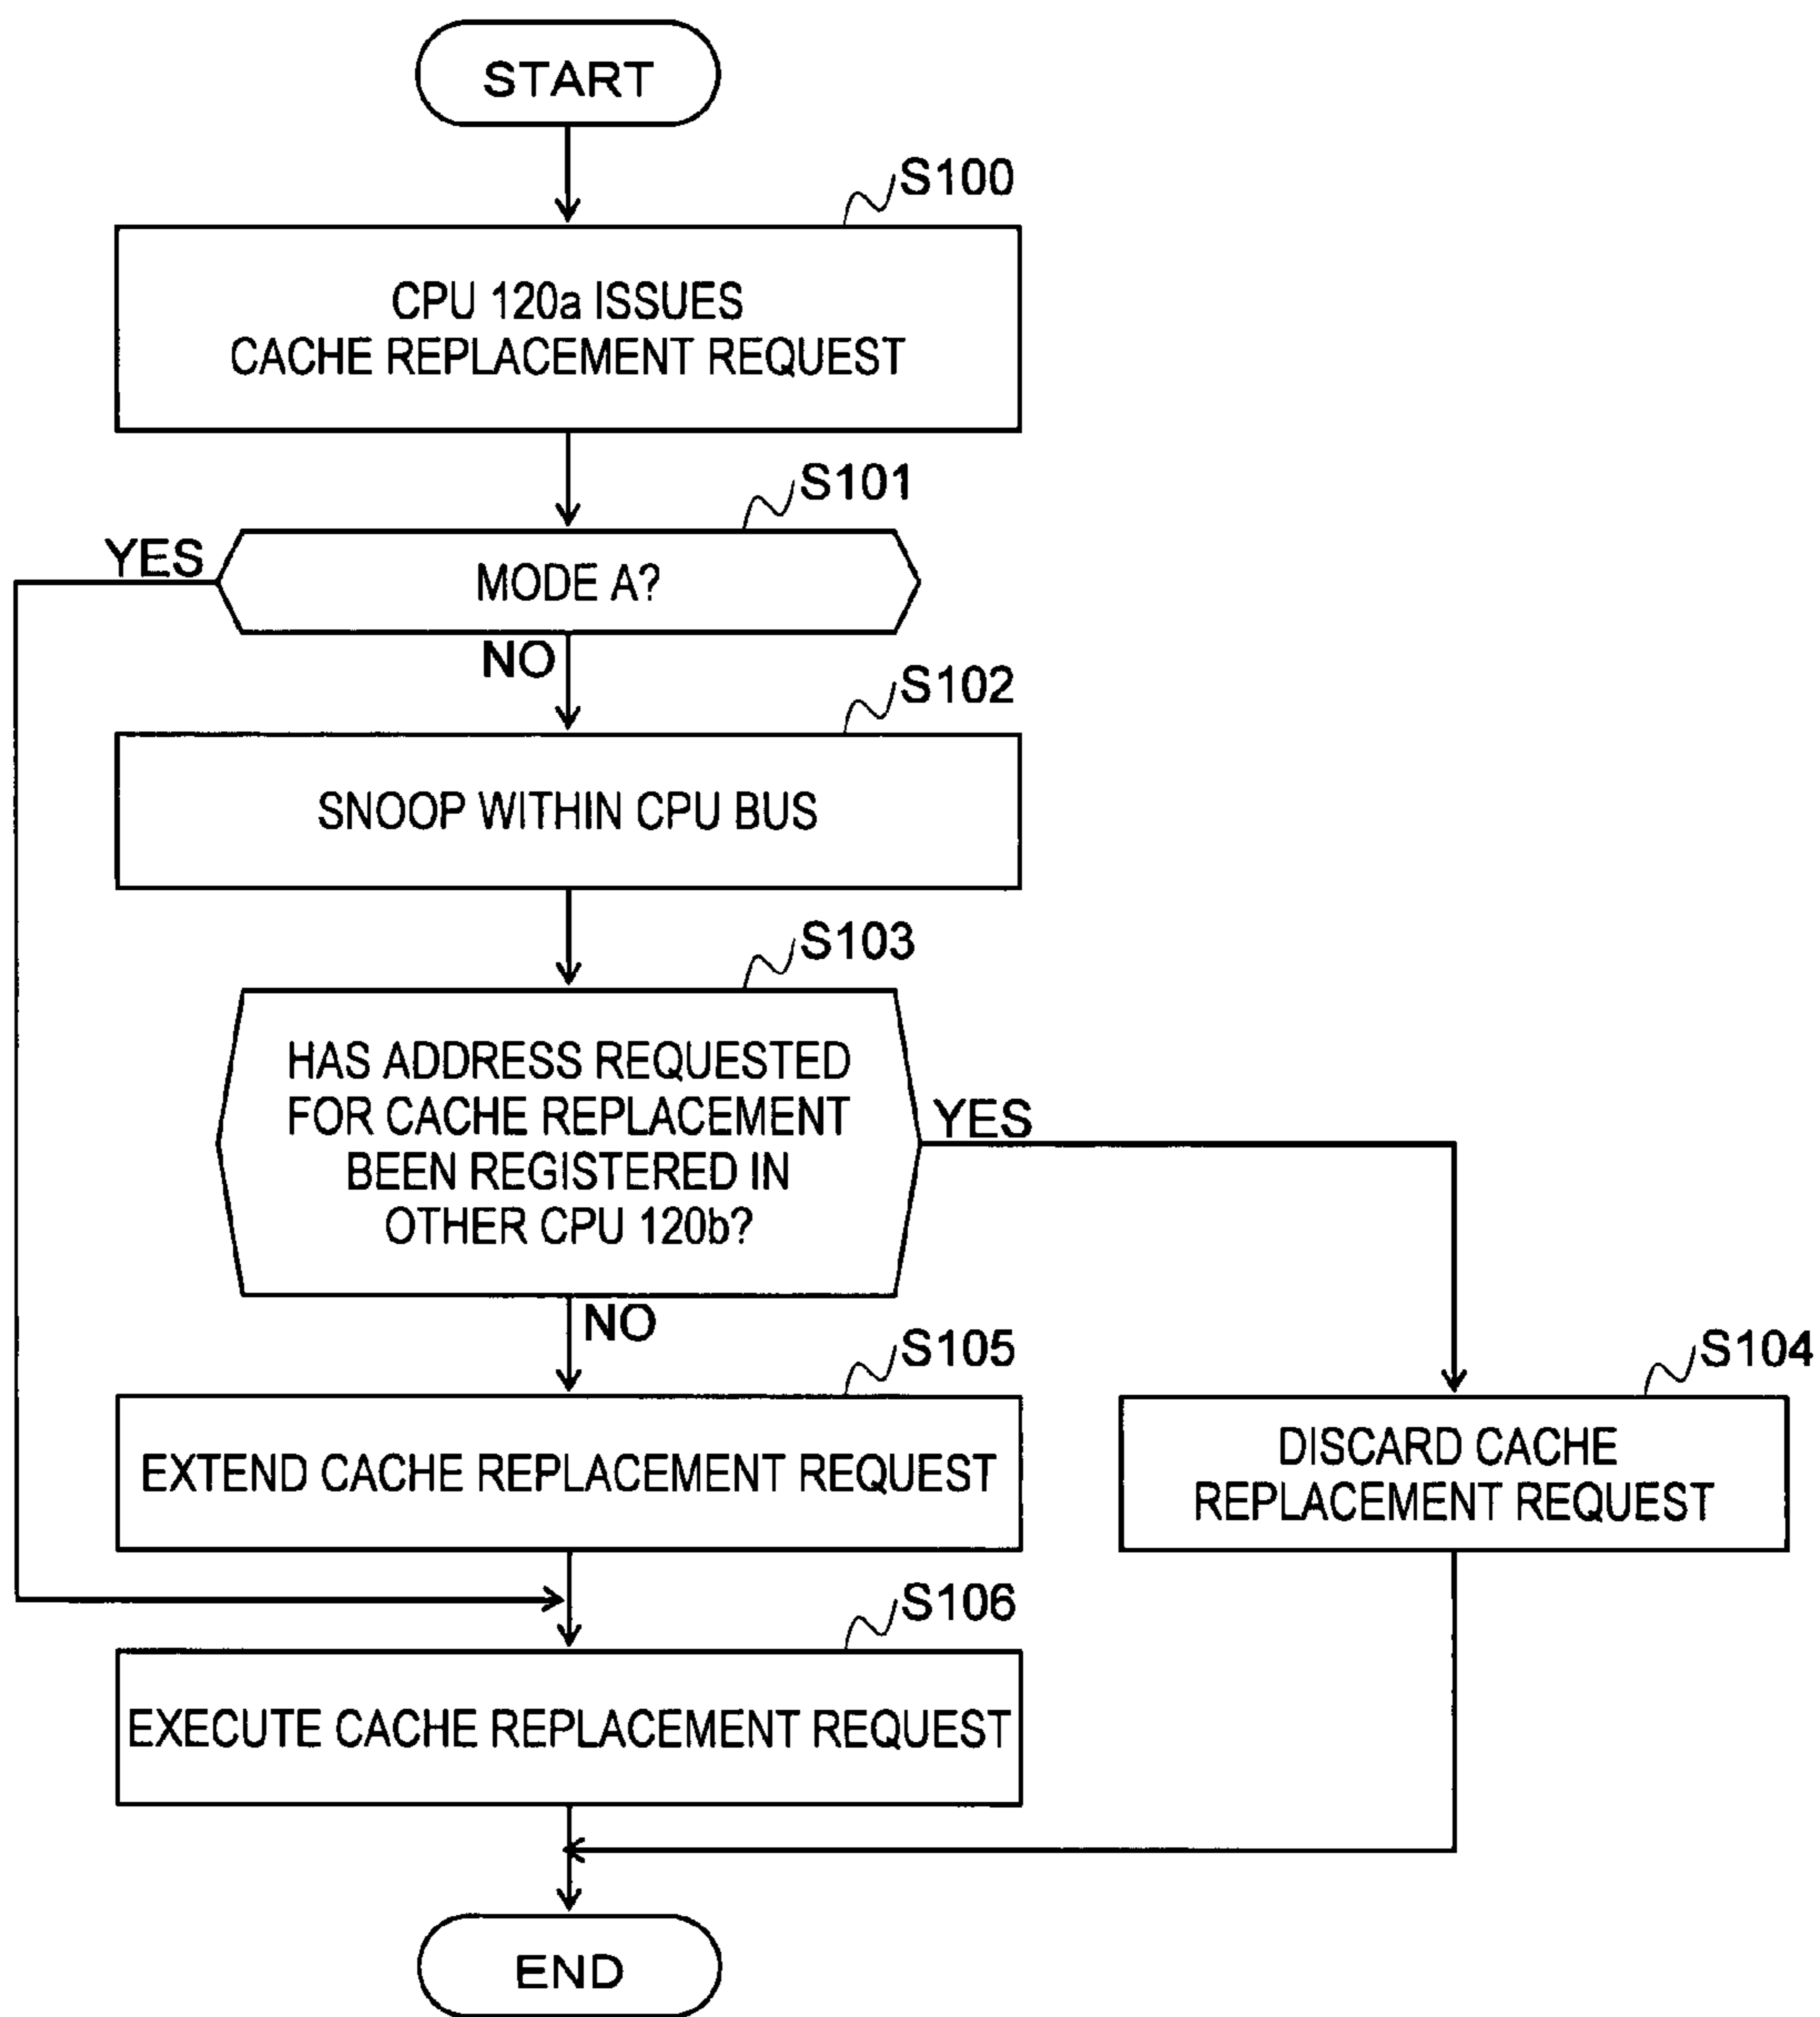 START
S100
CPU 120a ISSUES
CACHE REPLACEMENT REQUEST
S101
YES
MODE A?
NO
S102
SNOOP WITHIN CPU BUS
S103
HAS ADDRESS REQUESTED
FOR CACHE REPLACEMENT
BEEN REGISTERED IN
OTHER CPU 120b?
YES
NO
S105
EXTEND CACHE REPLACEMENT REQUEST
S104
DISCARD CACHE
REPLACEMENT REQUEST
S106
EXECUTE CACHE REPLACEMENT REQUEST
END